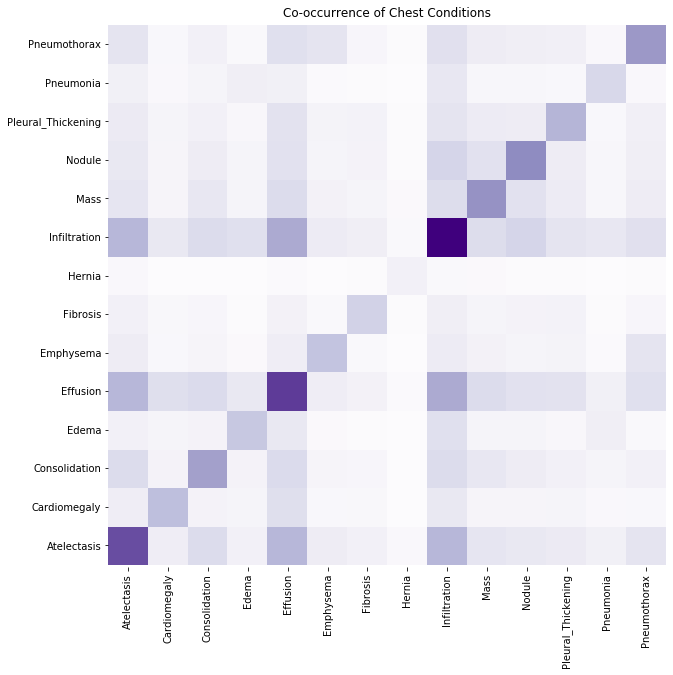 Co-occurrence of Chest Conditions
Pneumothorax
Pneumonia
Pleural_Thickening
Nodule
Mass
Infiltration
Hernia
Fibrosis
Emphysema
Effusion
Edema
Consolidation
Cardiomegaly
Atelectasis
Atelectasis
Cardiomegaly
Consolidation
Edema
Effusion
Emphysema
Fibrosis
Hernia
Infiltration
Mass
Nodule
Pleural_Thickening
Pneumonia
Pneumothorax